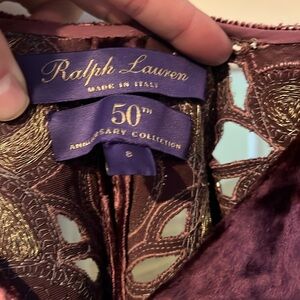 Ralph Lauren
MADE IN ITALY
50TH
ANNIVERSARY COLLECTION
8